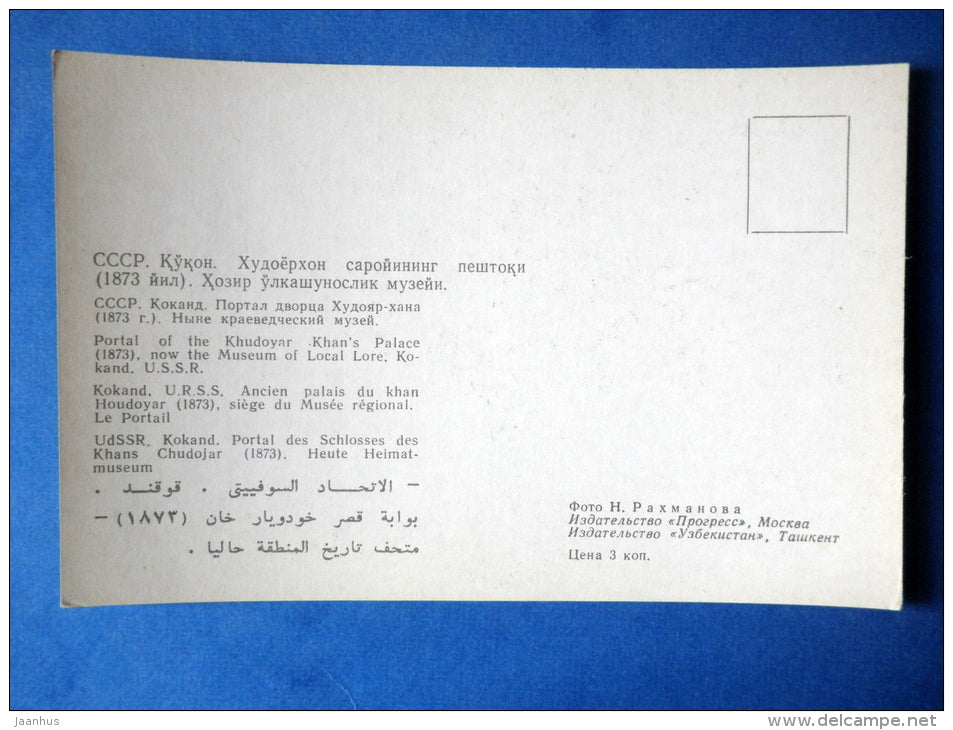 СССР. Қўқон. Худоёрхон саройининг пештоқи
(1873 йил). Ҳозир ўлкашунослик музейи.
СССР. Коканд. Портал дворца Худояр-хана
(1873 г.). Ныне краеведческий музей.
Portal of the Khudoyar Khan's Palace
(1873), now the Museum of Local Lore. Ko-
kand. U.S.S.R.
Kokand, U.R.S.S. Ancien palais du khan
Houdoyar (1873), siège du Musée régional.
Le Portail
UdSSR. Kokand. Portal des Schlosses des
Khans Chudojar (1873). Heute Heimat-
museum
الاتحـــاد السوفييتى . قوقنـــد . –
بوابة قصر خودويار خان (١٨٧٣) –
متحف تاريخ المنطقة حاليا .
Фото Н. Рахманова
Издательство «Прогресс», Москва
Издательство «Узбекистан», Ташкент
Цена 3 коп.
jaanhus
www.delcampe.net